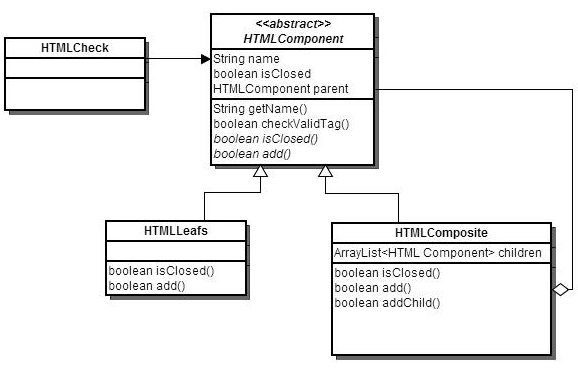 <<abstract>>
HTMLComponent
String name
boolean isClosed
HTMLComponent parent
String getName()
boolean checkValidTag()
boolean isClosed()
boolean add()
HTMLCheck
HTMLLeafs
boolean isClosed()
boolean add()
HTMLComposite
ArrayList<HTML Component> children
boolean isClosed()
boolean add()
boolean addChild()